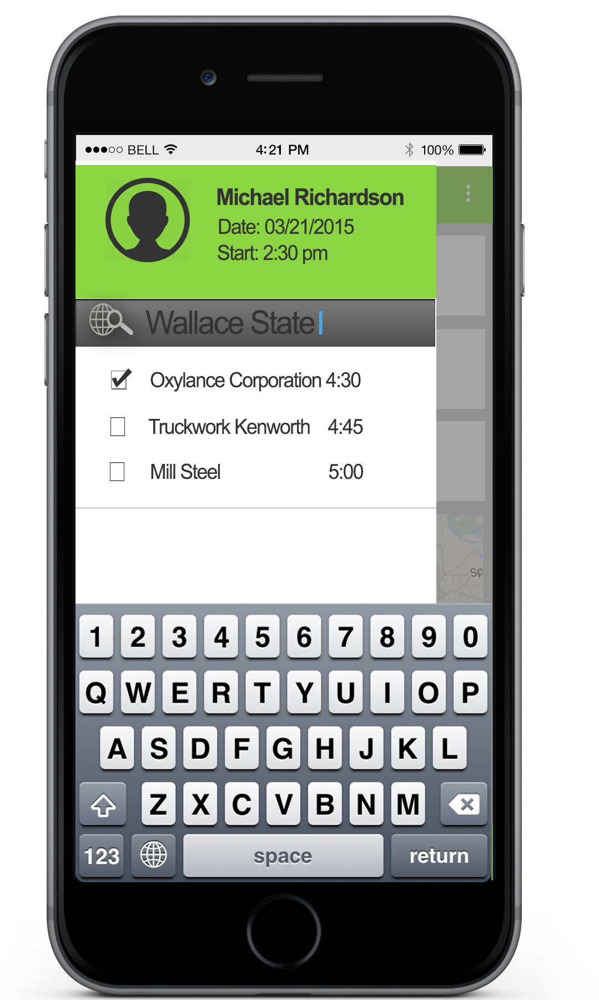 BELL 4:21 PM 100%
Michael Richardson
Date: 03/21/2015
Start: 2:30 pm
Wallace State
Oxylance Corporation 4:30
Truckwork Kenworth 4:45
Mill Steel 5:00
Sp
1 2 3 4 5 6 7 8 9 0
Q W E R T Y U I O P
A S D F G H J K L
Z X C V B N M
123 space return